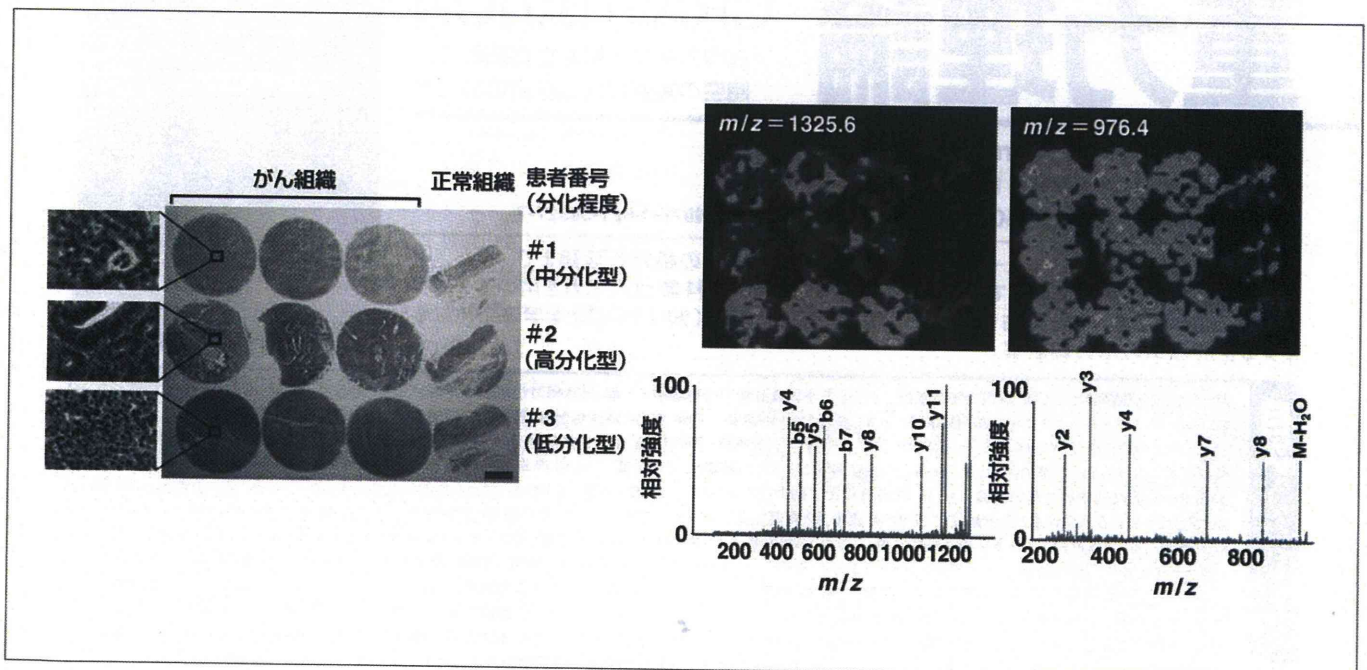 がん組織
正常組織
患者番号
(分化程度)
#1
(中分化型)
#2
(高分化型)
#3
(低分化型)
m/z=1325.6
m/z=976.4
100
相対強度
0
y4
b5
y5
b6
b7
y8
y10
y11
200 400 600 800 1000 1200
m/z
100
相対強度
0
y2
y3
y4
y7
y8
M-H₂O
200 400 600 800
m/z